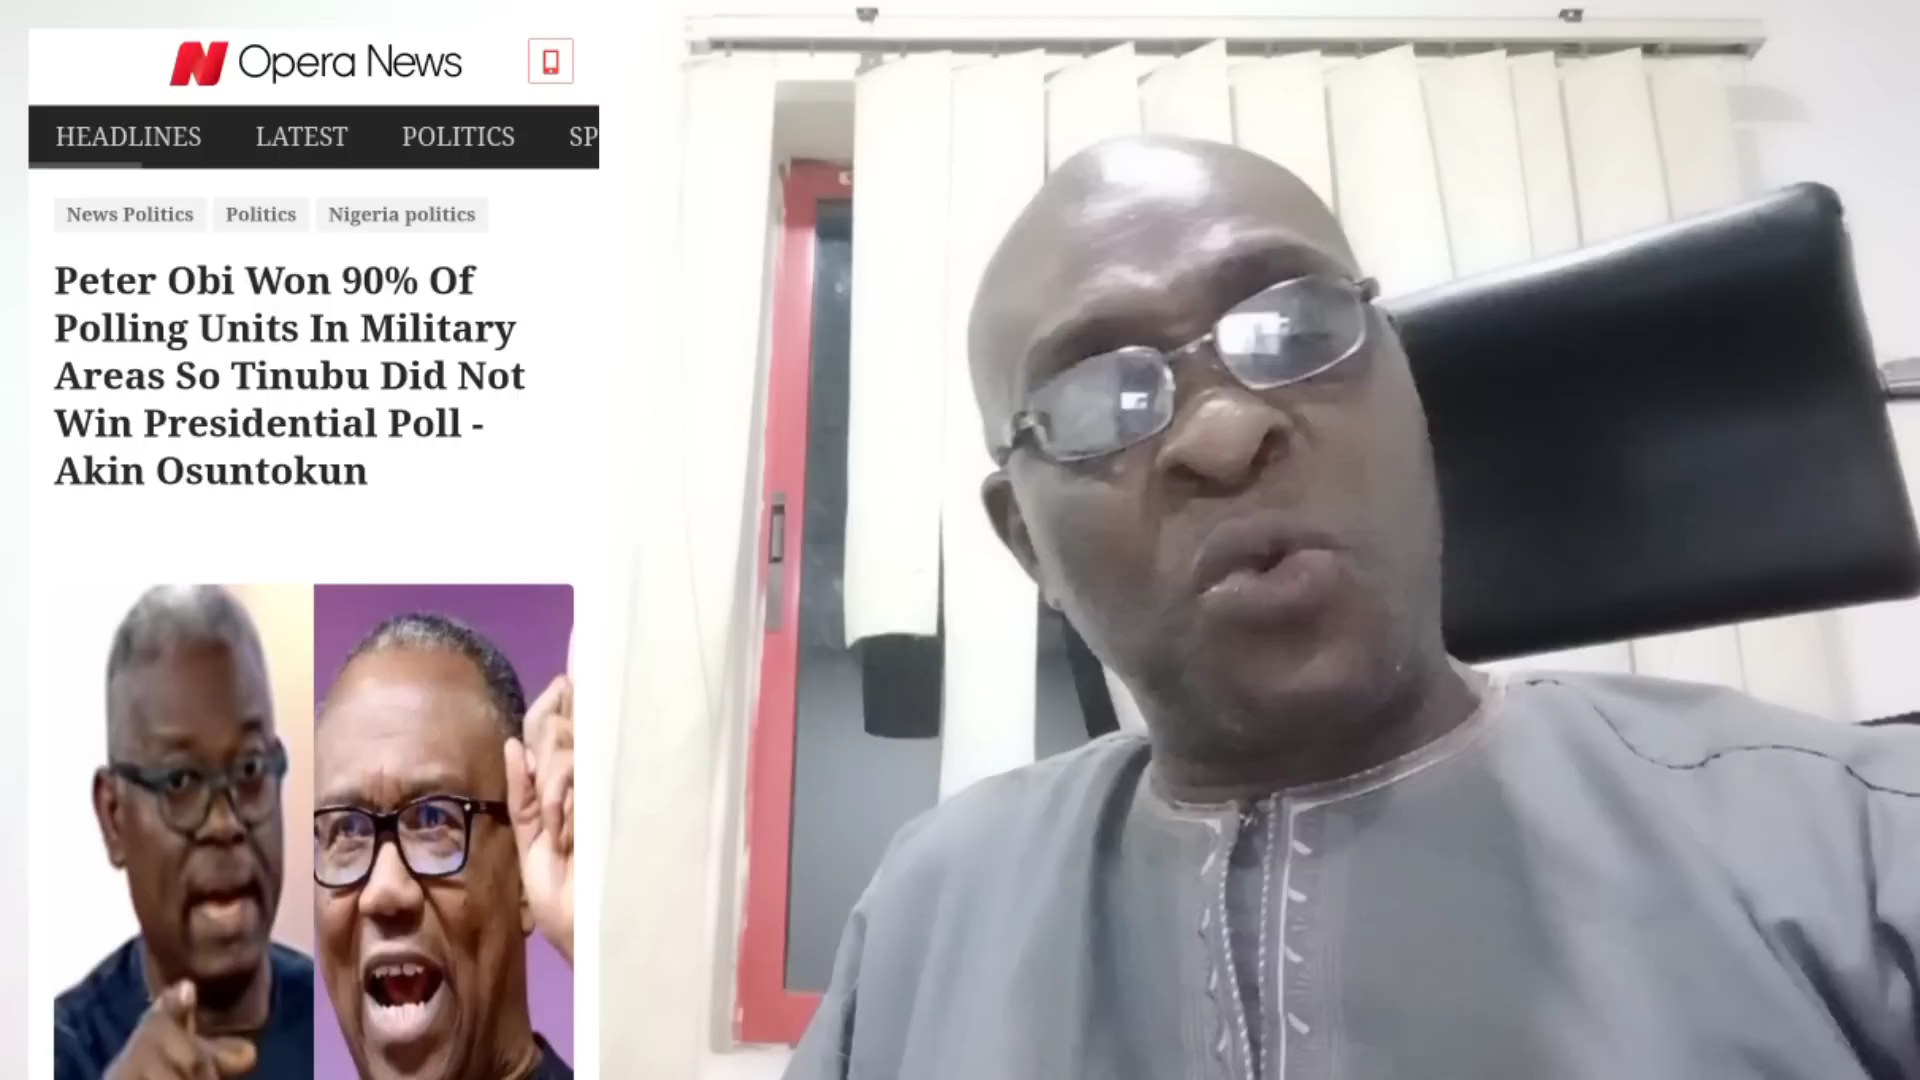 Opera News
HEADLINES LATEST POLITICS SP
News Politics Politics Nigeria politics
Peter Obi Won 90% Of
Polling Units In Military
Areas So Tinubu Did Not
Win Presidential Poll -
Akin Osuntokun